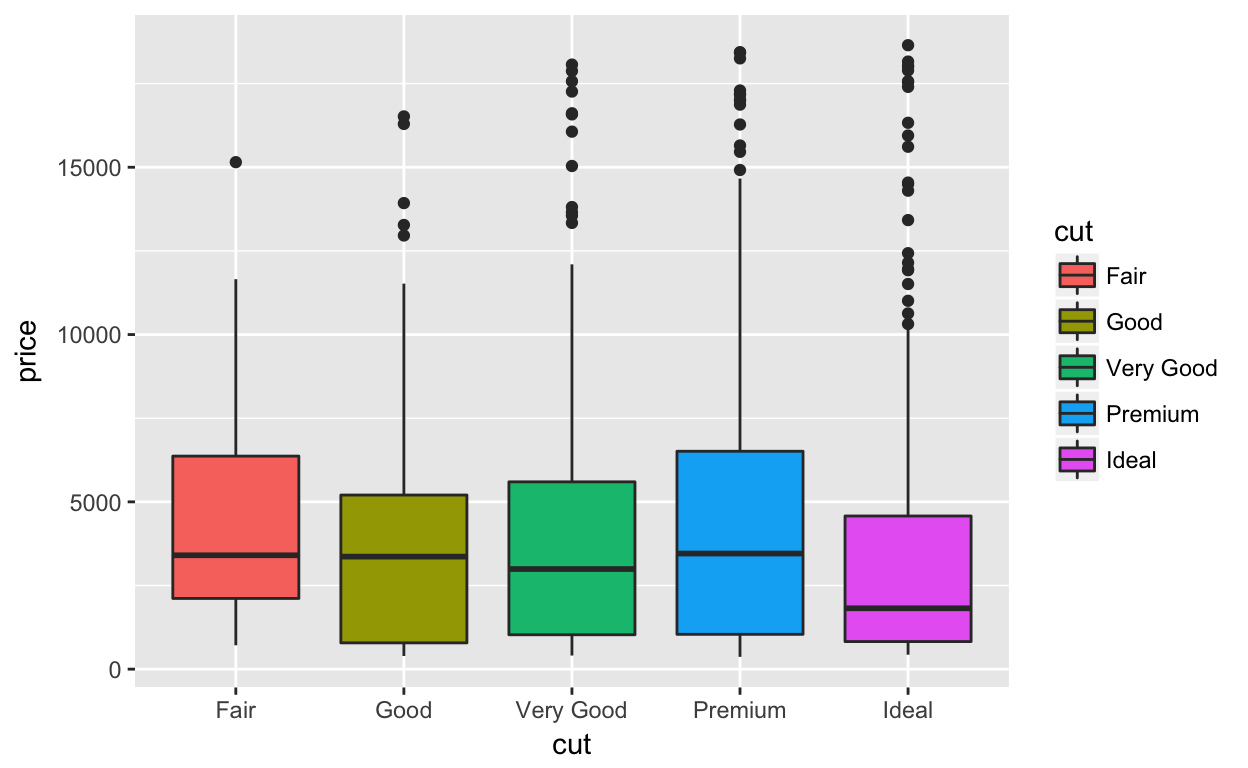 15000
10000
5000
0
price
Fair
Good
Very Good
Premium
Ideal
cut
cut
Fair
Good
Very Good
Premium
Ideal